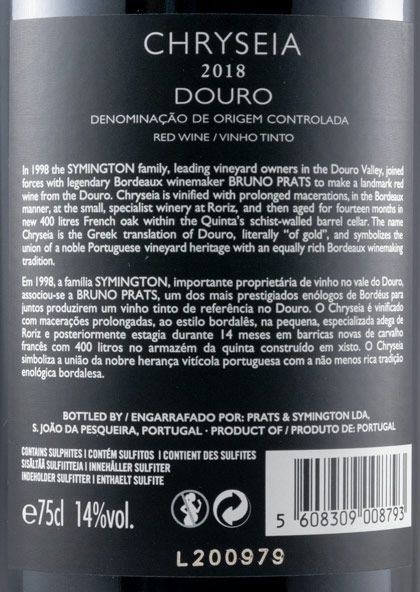 CHRYSEIA
2018
DOURO
DENOMINAÇÃO DE ORIGEM CONTROLADA
RED WINE / VINHO TINTO
In 1998 the SYMINGTON family, leading vineyard owners in the Douro Valley, joined
forces with legendary Bordeaux winemaker BRUNO PRATS to make a landmark red
wine from the Douro. Chryseia is vinified with prolonged macerations, in the Bordeaux
manner, at the small, specialist winery at Roriz, and then aged for fourteen months in
new 400 litres French oak within the Quinta's schist-walled barrel cellar. The name
Chryseia is the Greek translation of Douro, literally “of gold”, and symbolizes the
union of a noble Portuguese vineyard heritage with an equally rich Bordeaux winemaking
tradition.
Em 1998, a família SYMINGTON, importante proprietária de vinho no vale do Douro,
associou-se a BRUNO PRATS, um dos mais prestigiados enólogos de Bordéus para
juntos produzirem um vinho tinto de referência no Douro. O Chryseia é vinificado
com macerações prolongadas, ao estilo bordalês, na pequena, especializada adega de
Roriz e posteriormente estagia durante 14 meses em barricas novas de carvalho
francês com 400 litros no armazém da quinta construído em xisto. O Chryseia
simboliza a união da nobre herança vitícola portuguesa com a não menos rica tradição
enológica bordalesa.
BOTTLED BY / ENGARRAFADO POR: PRATS & SYMINGTON LDA,
S. JOÃO DA PESQUEIRA, PORTUGAL · PRODUCT OF / PRODUTO DE: PORTUGAL
CONTAINS SULPHITES | CONTÉM SULFITOS | CONTIENT DES SULFITES
SISÄLTÄÄ SULFIITTEJA | INNEHÅLLER SULFITER
INDEHOLDER SULFITTER | ENTHAELT SULFITE
℮75cl 14%vol.
5 608309 008793
L200979